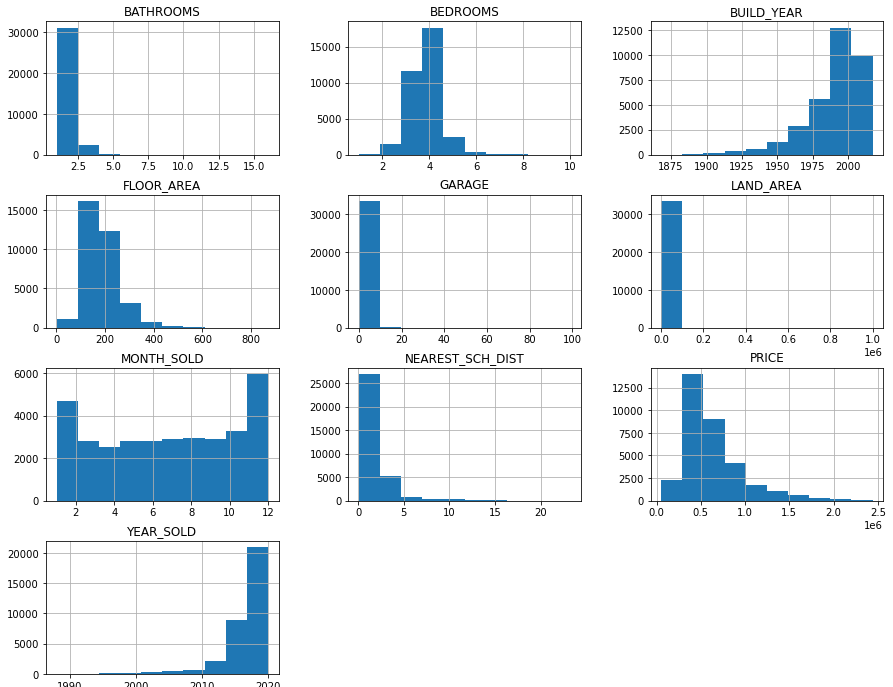 BATHROOMS
30000
20000
10000
0
2.5 5.0 7.5 10.0 12.5 15.0
BEDROOMS
15000
10000
5000
0
2 4 6 8 10
BUILD_YEAR
12500
10000
7500
5000
2500
0
1875 1900 1925 1950 1975 2000
FLOOR_AREA
15000
10000
5000
0
0 200 400 600 800
GARAGE
30000
20000
10000
0
0 20 40 60 80 100
LAND_AREA
30000
20000
10000
0
0.0 0.2 0.4 0.6 0.8 1.0
1e6
MONTH_SOLD
6000
4000
2000
0
2 4 6 8 10 12
NEAREST_SCH_DIST
25000
20000
15000
10000
5000
0
0 5 10 15 20
PRICE
12500
10000
7500
5000
2500
0
0.0 0.5 1.0 1.5 2.0 2.5
1e6
YEAR_SOLD
20000
15000
10000
5000
0
1990 2000 2010 2020